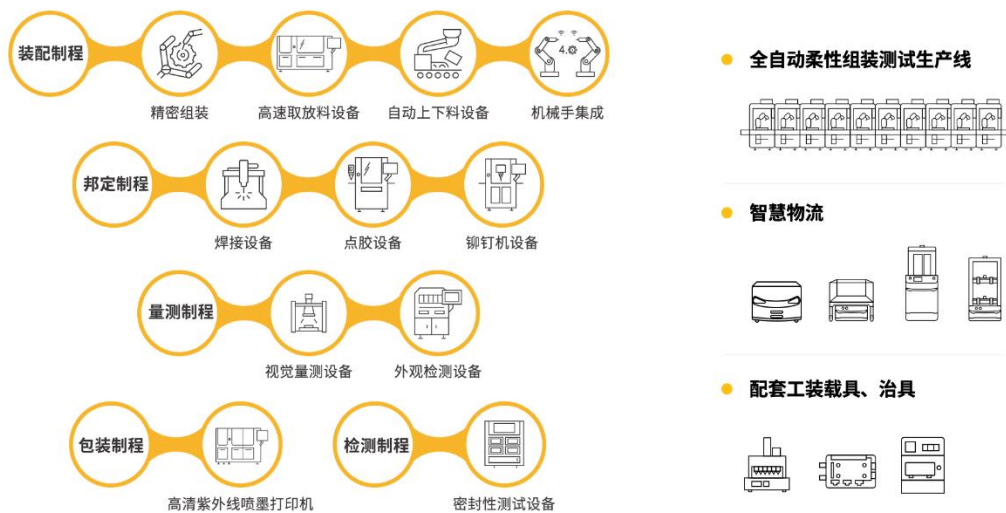 装配制程
精密组装
高速取放料设备
自动上下料设备
4.0
机械手集成
邦定制程
焊接设备
点胶设备
铆钉机设备
量测制程
视觉量测设备
外观检测设备
包装制程
高清紫外线喷墨打印机
检测制程
密封性测试设备
全自动柔性组装测试生产线
智慧物流
配套工装载具、治具